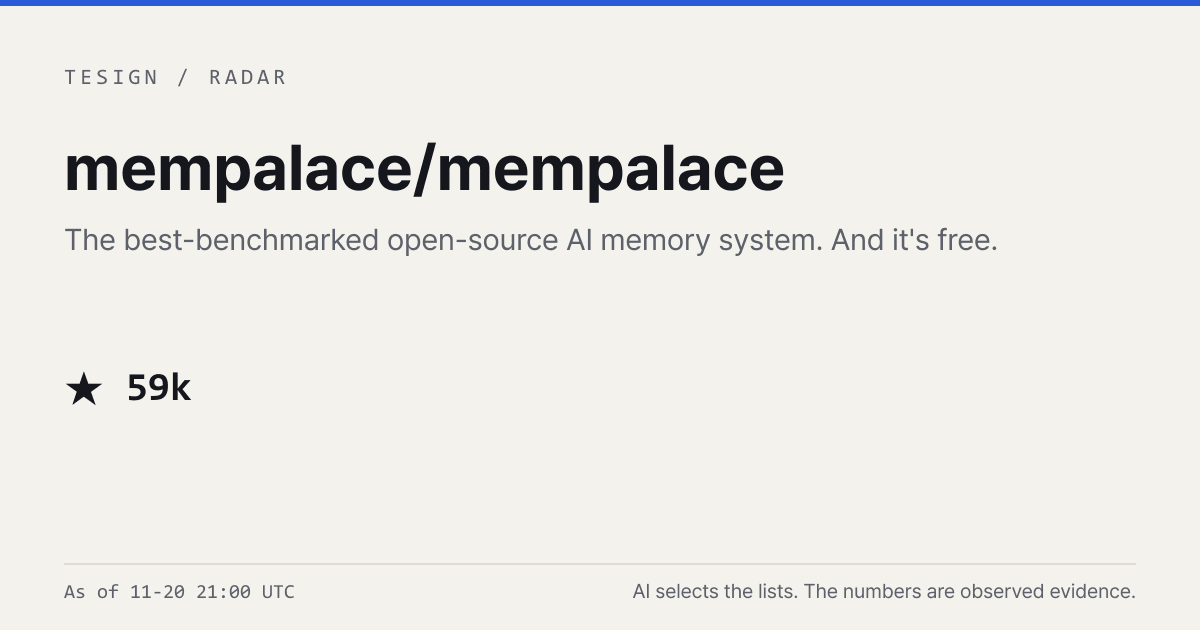 TESIGN / RADAR
mempalace/mempalace
The best-benchmarked open-source AI memory system. And it's free.
★ 59k
As of 11-20 21:00 UTC
AI selects the lists. The numbers are observed evidence.